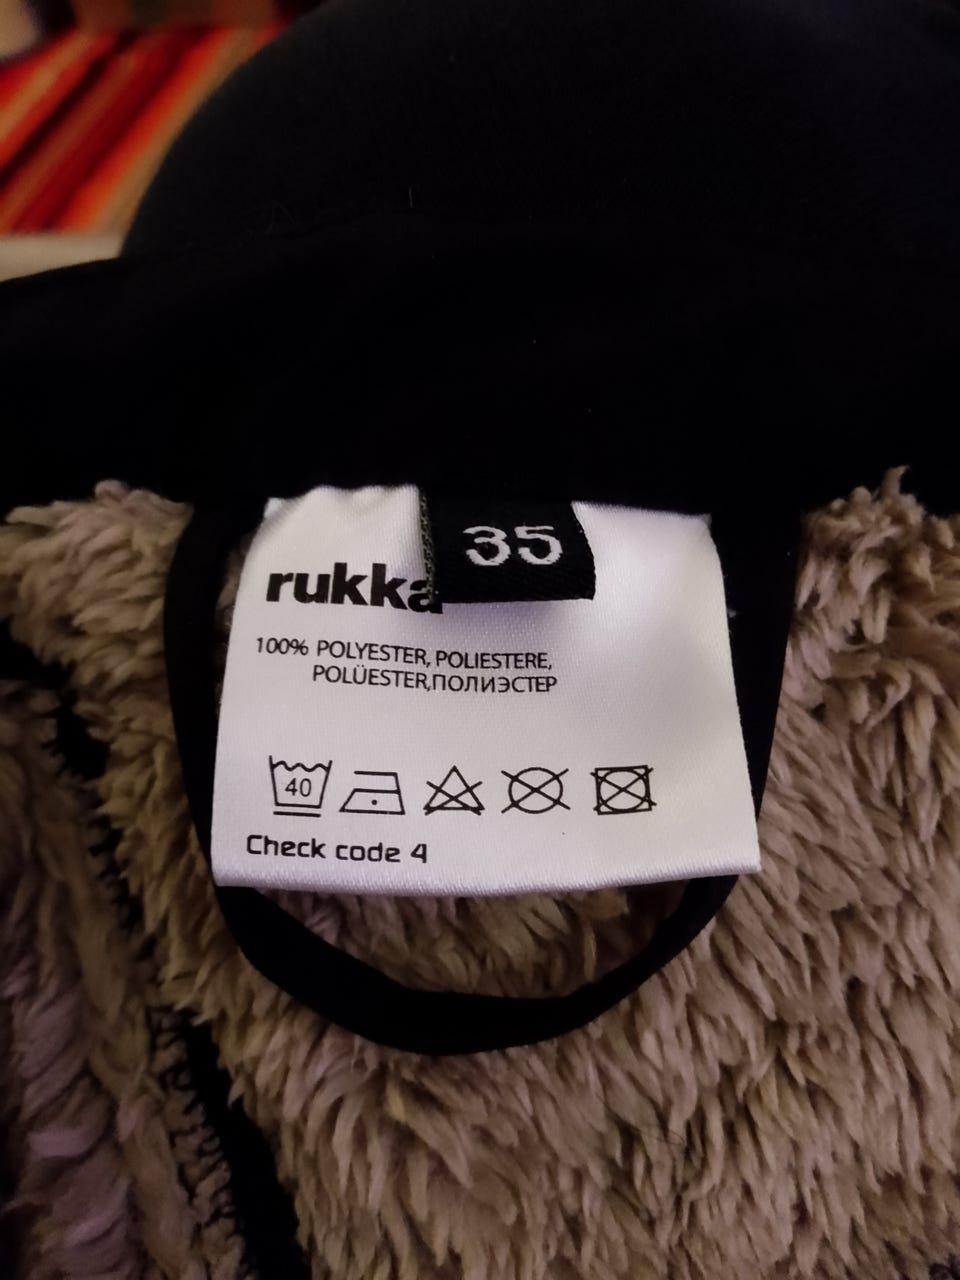 35
rukka
100% POLYESTER, POLIESTERE,
POLÜESTER,ПОЛИЭСТЕР
40
Check code 4